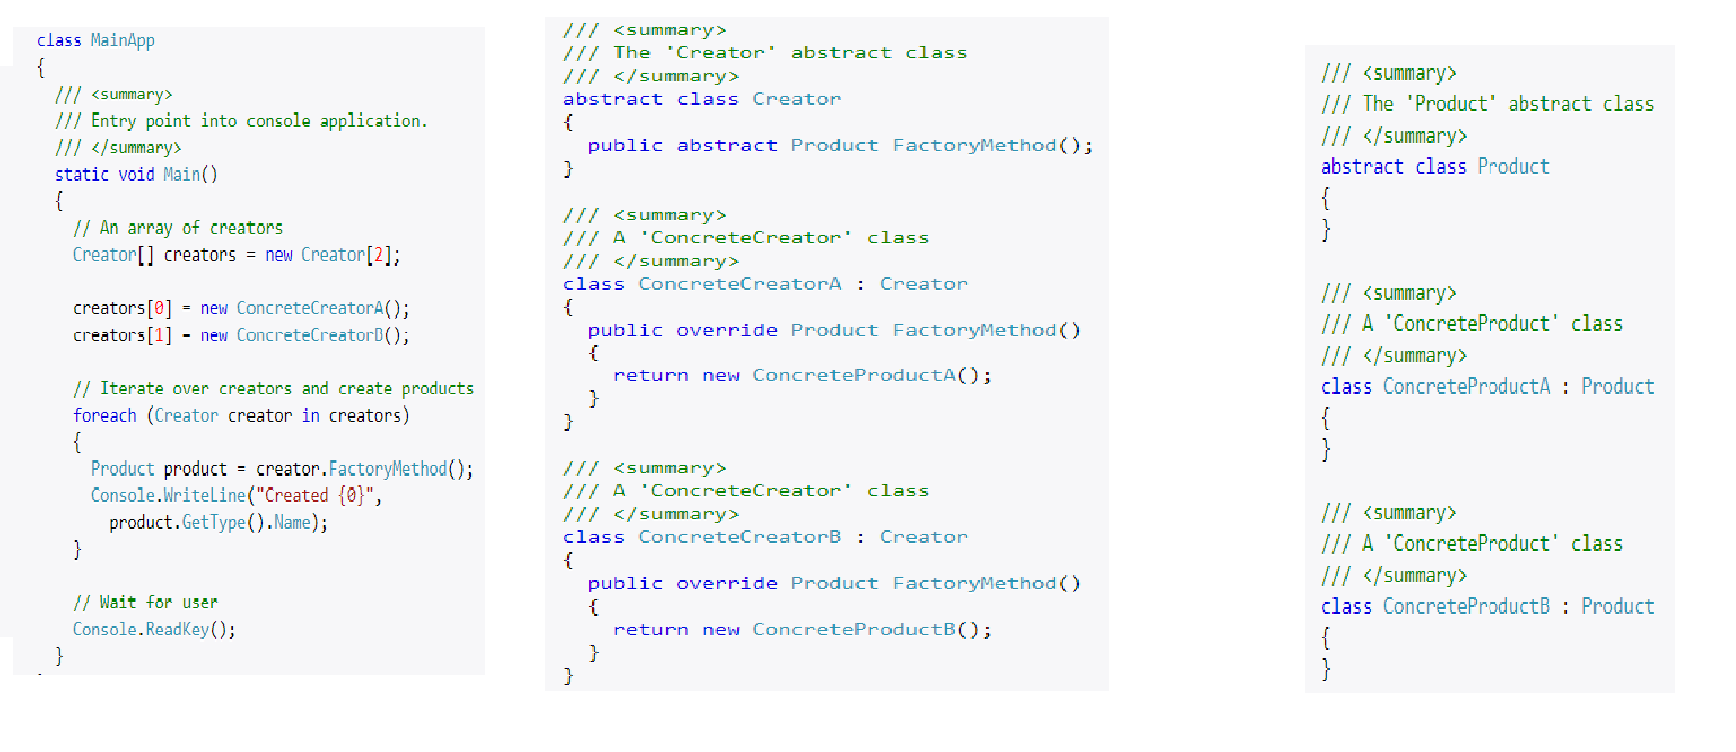 class MainApp
{
/// <summary>
/// Entry point into console application.
/// </summary>
static void Main()
{
// An array of creators
Creator[] creators = new Creator[2];
creators[0] = new ConcreteCreatorA();
creators[1] = new ConcreteCreatorB();
// Iterate over creators and create products
foreach (Creator creator in creators)
{
Product product = creator.FactoryMethod();
Console.WriteLine("Created {0}",
product.GetType().Name);
}
// Wait for user
Console.ReadKey();
}
/// <summary>
/// The 'Creator' abstract class
/// </summary>
abstract class Creator
{
public abstract Product FactoryMethod();
}
/// <summary>
/// A 'ConcreteCreator' class
/// </summary>
class ConcreteCreatorA : Creator
{
public override Product FactoryMethod()
{
return new ConcreteProductA();
}
}
/// <summary>
/// A 'ConcreteCreator' class
/// </summary>
class ConcreteCreatorB : Creator
{
public override Product FactoryMethod()
{
return new ConcreteProductB();
}
}
/// <summary>
/// The 'Product' abstract class
/// </summary>
abstract class Product
{
}
/// <summary>
/// A 'ConcreteProduct' class
/// </summary>
class ConcreteProductA : Product
{
}
/// <summary>
/// A 'ConcreteProduct' class
/// </summary>
class ConcreteProductB : Product
{
}